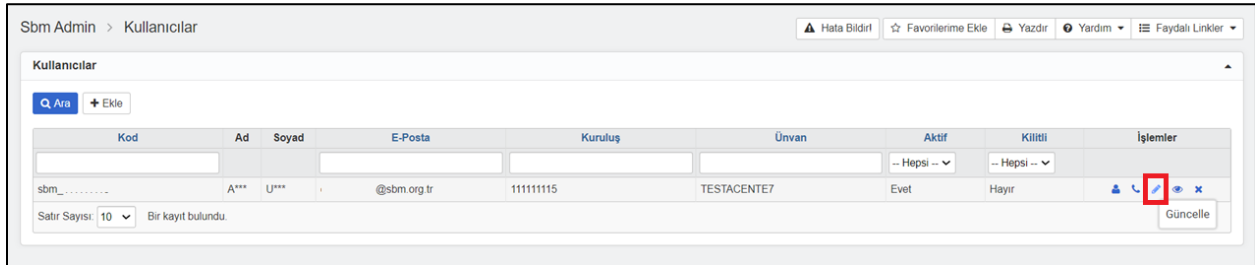 Sbm Admin > Kullanıcılar Hata Bildir! Favorilerime Ekle Yazdır Yardım Faydalı Linkler
Kullanıcılar
Ara Ekle
Kod Ad Soyad E-Posta Kuruluş Ünvan Aktif Kilitli İşlemler
-- Hepsi -- -- Hepsi --
sbm_ A*** U*** @sbm.org.tr 111111115 TESTACENTE7 Evet Hayır
Satır Sayısı: 10 Bir kayıt bulundu.
Güncelle